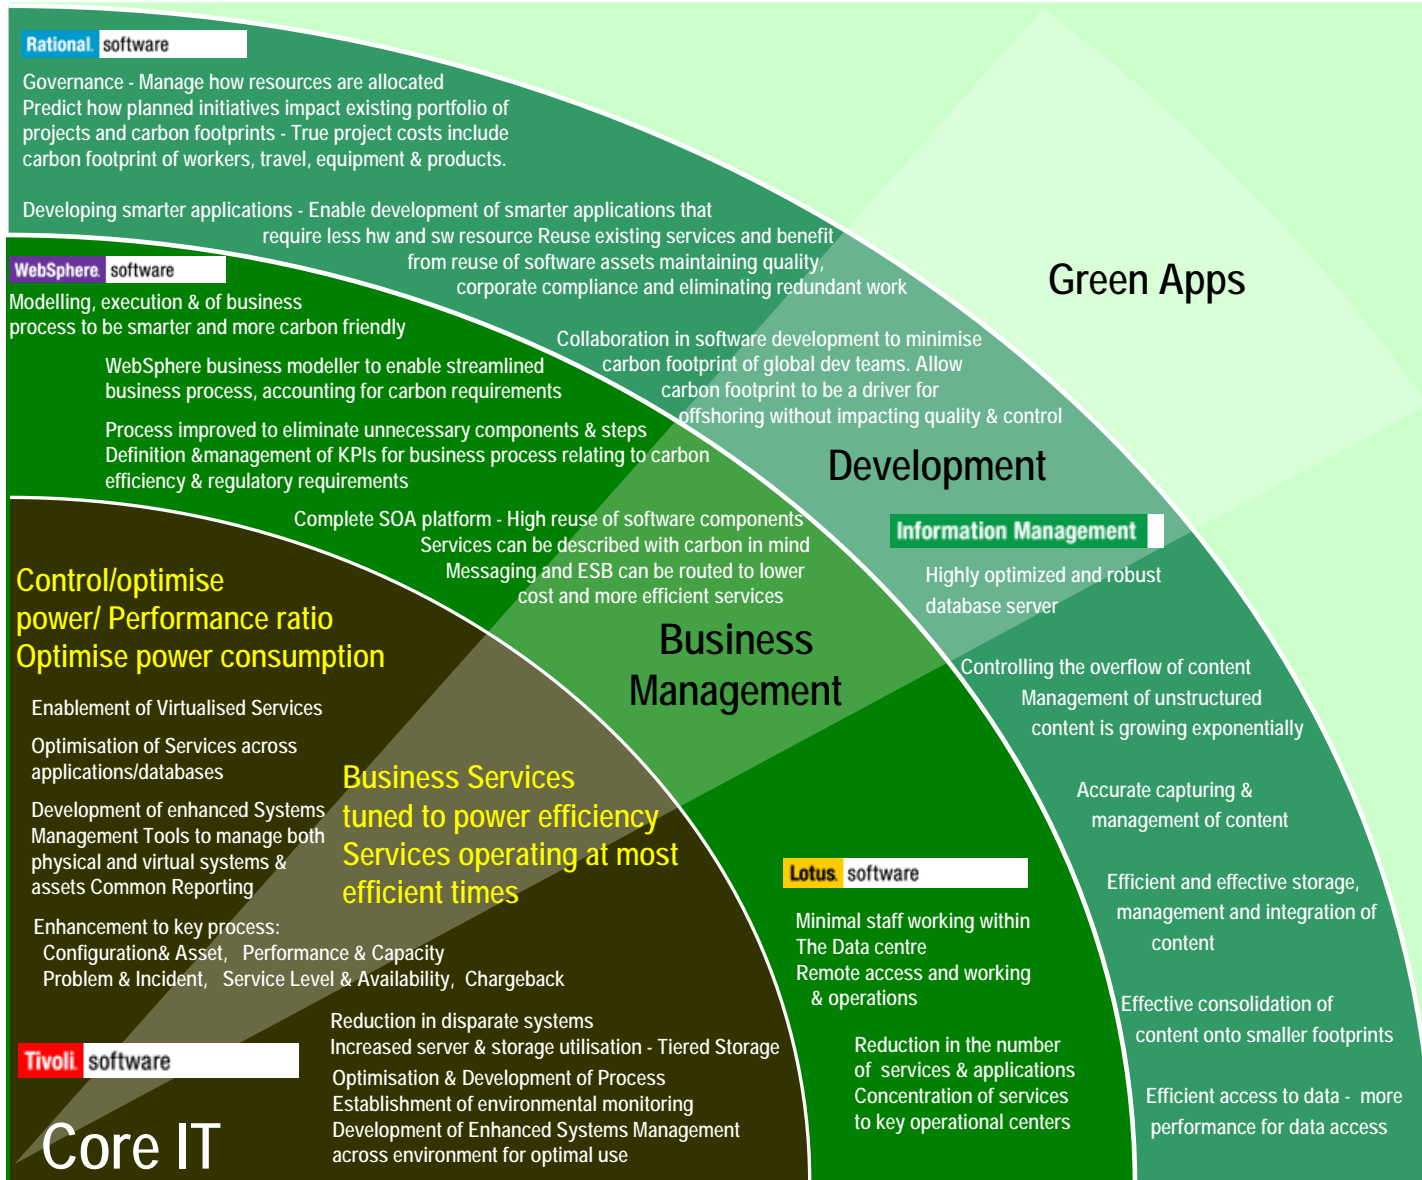 Rational. software
Governance - Manage how resources are allocated
Predict how planned initiatives impact existing portfolio of
projects and carbon footprints - True project costs include
carbon footprint of workers, travel, equipment & products.
Developing smarter applications - Enable development of smarter applications that
require less hw and sw resource Reuse existing services and benefit
from reuse of software assets maintaining quality,
corporate compliance and eliminating redundant work
Collaboration in software development to minimise
carbon footprint of global dev teams. Allow
carbon footprint to be a driver for
offshoring without impacting quality & control
Green Apps
Development
WebSphere. software
Modelling, execution & of business
process to be smarter and more carbon friendly
WebSphere business modeller to enable streamlined
business process, accounting for carbon requirements
Process improved to eliminate unnecessary components & steps
Definition &management of KPIs for business process relating to carbon
efficiency & regulatory requirements
Complete SOA platform - High reuse of software components
Services can be described with carbon in mind
Messaging and ESB can be routed to lower
cost and more efficient services
Business
Management
Information Management
Highly optimized and robust
database server
Controlling the overflow of content
Management of unstructured
content is growing exponentially
Accurate capturing &
management of content
Efficient and effective storage,
management and integration of
content
Effective consolidation of
content onto smaller footprints
Efficient access to data - more
performance for data access
Control/optimise
power/ Performance ratio
Optimise power consumption
Enablement of Virtualised Services
Optimisation of Services across
applications/databases
Development of enhanced Systems
Management Tools to manage both
physical and virtual systems &
assets Common Reporting
Enhancement to key process:
Configuration& Asset, Performance & Capacity
Problem & Incident, Service Level & Availability, Chargeback
Business Services
tuned to power efficiency
Services operating at most
efficient times
Lotus. software
Minimal staff working within
The Data centre
Remote access and working
& operations
Reduction in the number
of services & applications
Concentration of services
to key operational centers
Tivoli. software
Reduction in disparate systems
Increased server & storage utilisation - Tiered Storage
Optimisation & Development of Process
Establishment of environmental monitoring
Development of Enhanced Systems Management
across environment for optimal use
Core IT